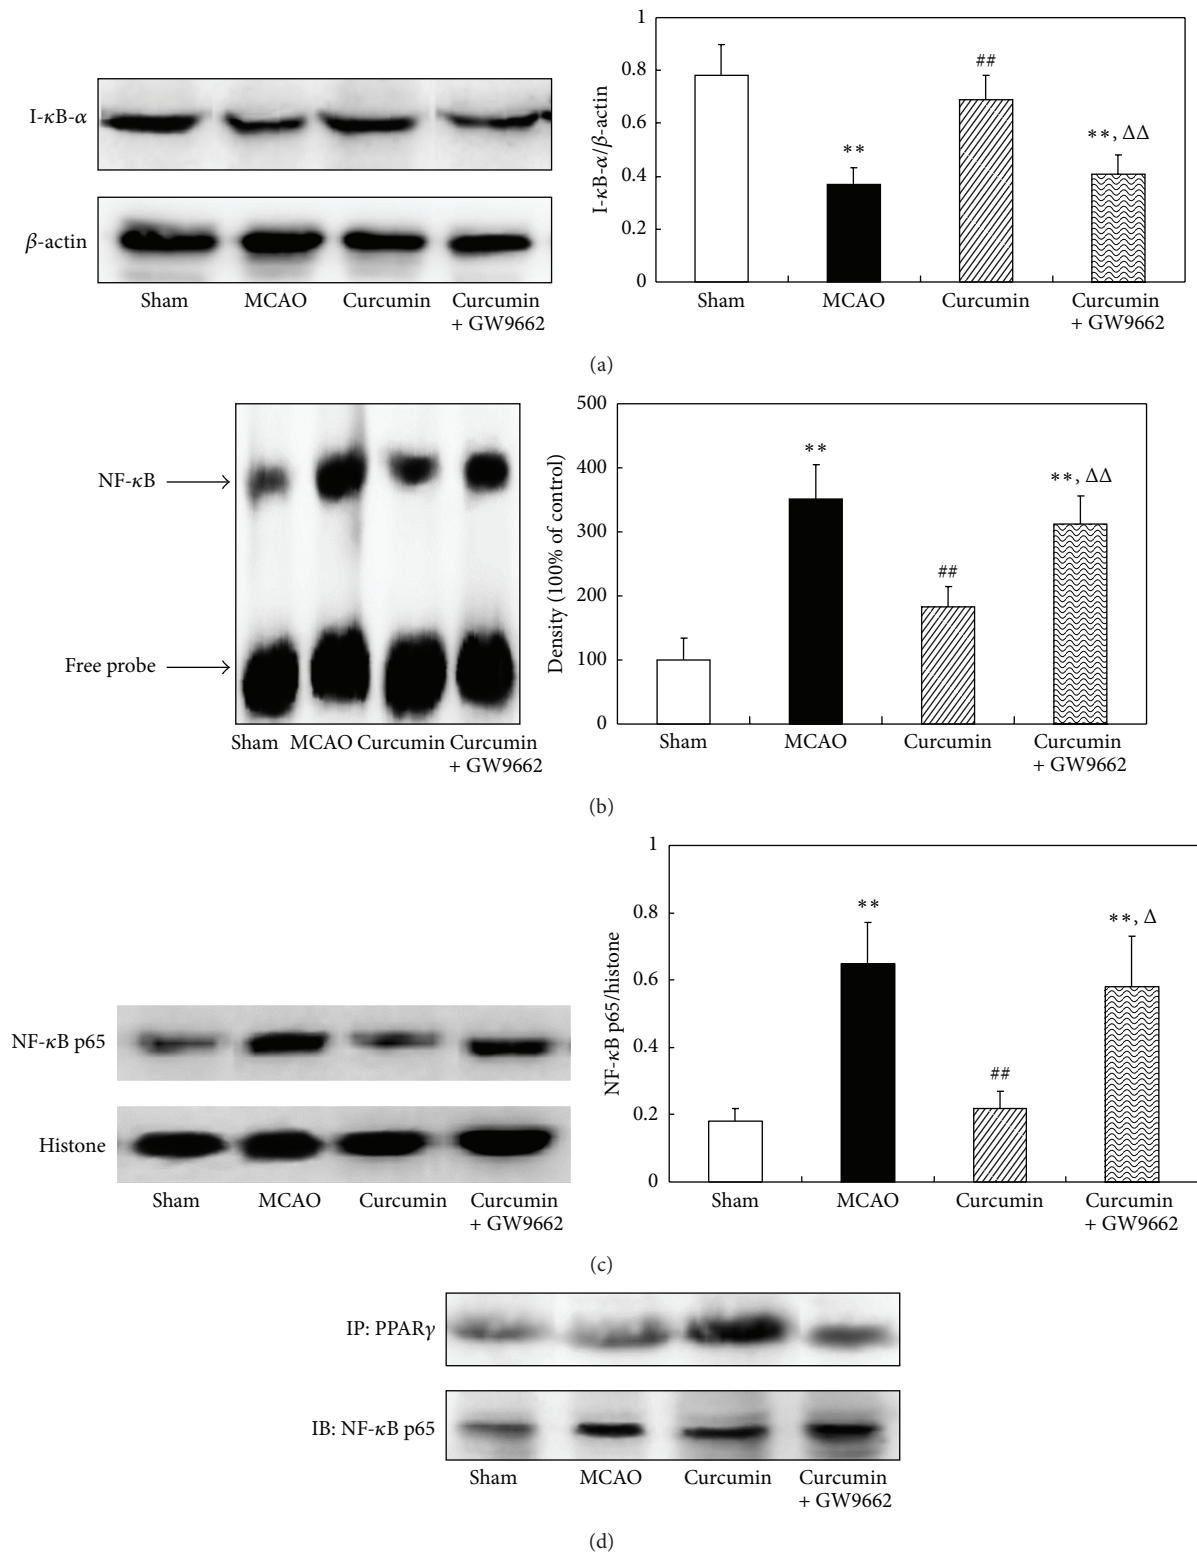 I-κB-α
β-actin
Sham MCAO Curcumin Curcumin
+ GW9662
I-κB-α/β-actin
1
0.8
0.6
0.4
0.2
0
##
**
**, ΔΔ
Sham MCAO Curcumin Curcumin
+ GW9662
(a)
NF-κB
Free probe
Sham MCAO Curcumin Curcumin
+ GW9662
Density (100% of control)
500
400
300
200
100
0
**
##
**, ΔΔ
Sham MCAO Curcumin Curcumin
+ GW9662
(b)
NF-κB p65
Histone
Sham MCAO Curcumin Curcumin
+ GW9662
NF-κB p65/histone
1
0.8
0.6
0.4
0.2
0
**
##
**, Δ
Sham MCAO Curcumin Curcumin
+ GW9662
(c)
IP: PPARγ
IB: NF-κB p65
Sham MCAO Curcumin Curcumin
+ GW9662
(d)